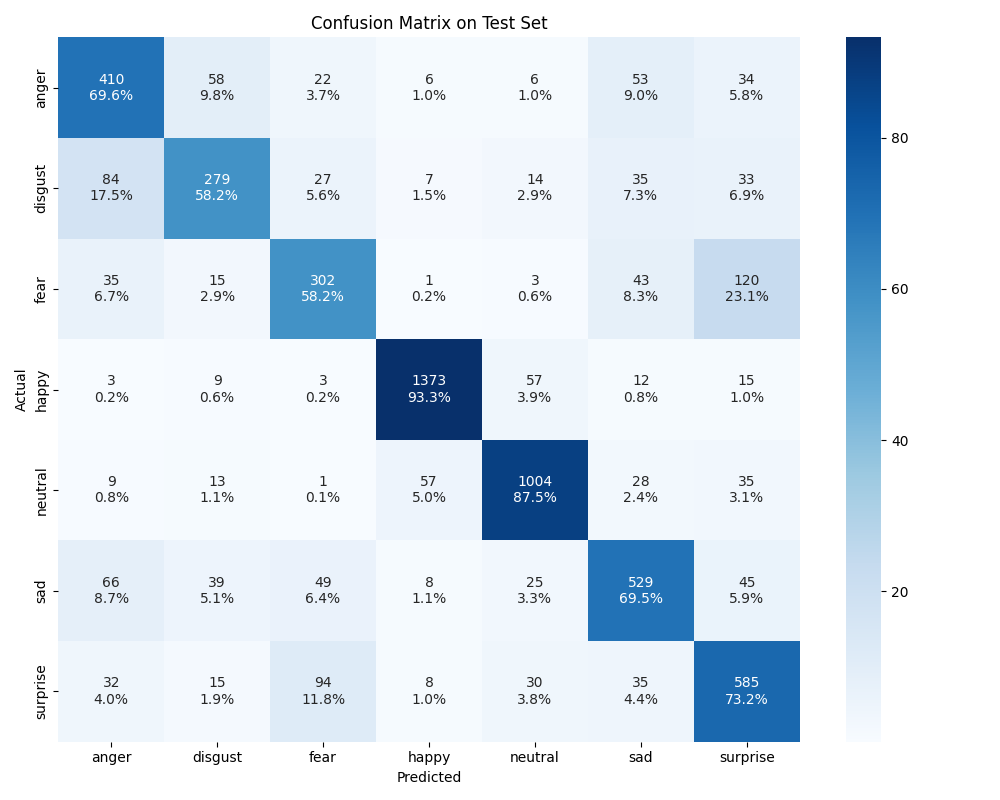 Confusion Matrix on Test Set
anger
410 58 22 6 6 53 34
69.6% 9.8% 3.7% 1.0% 1.0% 9.0% 5.8%
disgust
84 279 27 7 14 35 33
17.5% 58.2% 5.6% 1.5% 2.9% 7.3% 6.9%
fear
35 15 302 1 3 43 120
6.7% 2.9% 58.2% 0.2% 0.6% 8.3% 23.1%
Actual
happy
3 9 3 1373 57 12 15
0.2% 0.6% 0.2% 93.3% 3.9% 0.8% 1.0%
neutral
9 13 1 57 1004 28 35
0.8% 1.1% 0.1% 5.0% 87.5% 2.4% 3.1%
sad
66 39 49 8 25 529 45
8.7% 5.1% 6.4% 1.1% 3.3% 69.5% 5.9%
surprise
32 15 94 8 30 35 585
4.0% 1.9% 11.8% 1.0% 3.8% 4.4% 73.2%
anger disgust fear happy neutral sad surprise
Predicted
80
60
40
20